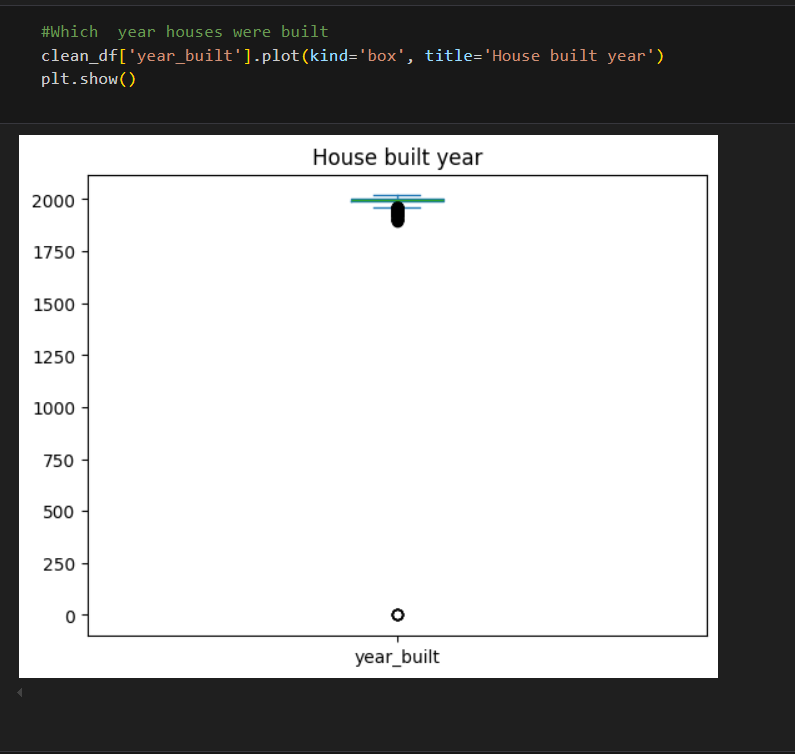 #Which  year houses were built
clean_df['year_built'].plot(kind='box', title='House built year')
plt.show()
House built year
2000
1750
1500
1250
1000
750
500
250
0
year_built